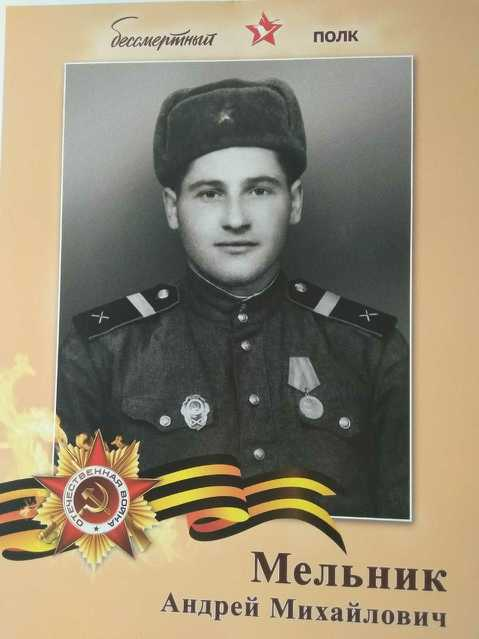 бессмертный ПОЛК
ОТЕЧЕСТВЕННАЯ ВОЙНА
Мельник
Андрей Михайлович